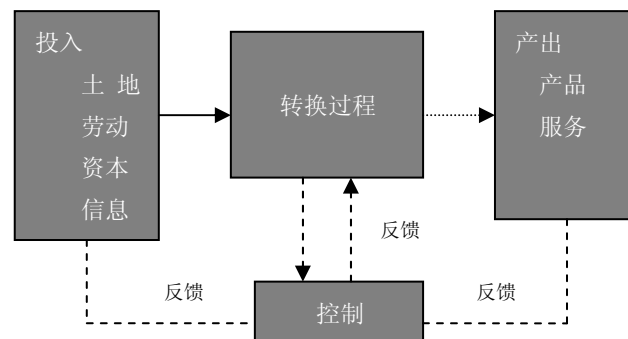 投入
土 地
劳动
资本
信息
转换过程
产出
产品
服务
反馈
反馈
反馈
控制